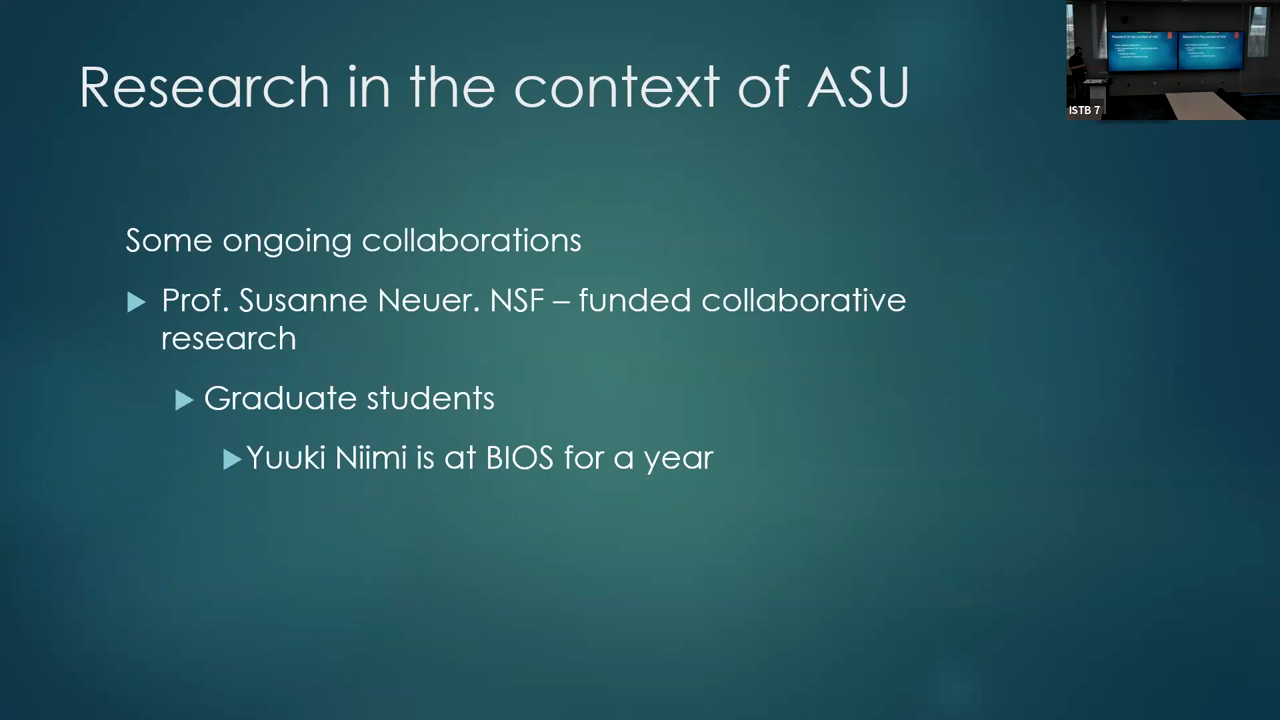 Research in the context of ASU
ISTB 7
Some ongoing collaborations
Prof. Susanne Neuer. NSF – funded collaborative
research
Graduate students
Yuuki Niimi is at BIOS for a year